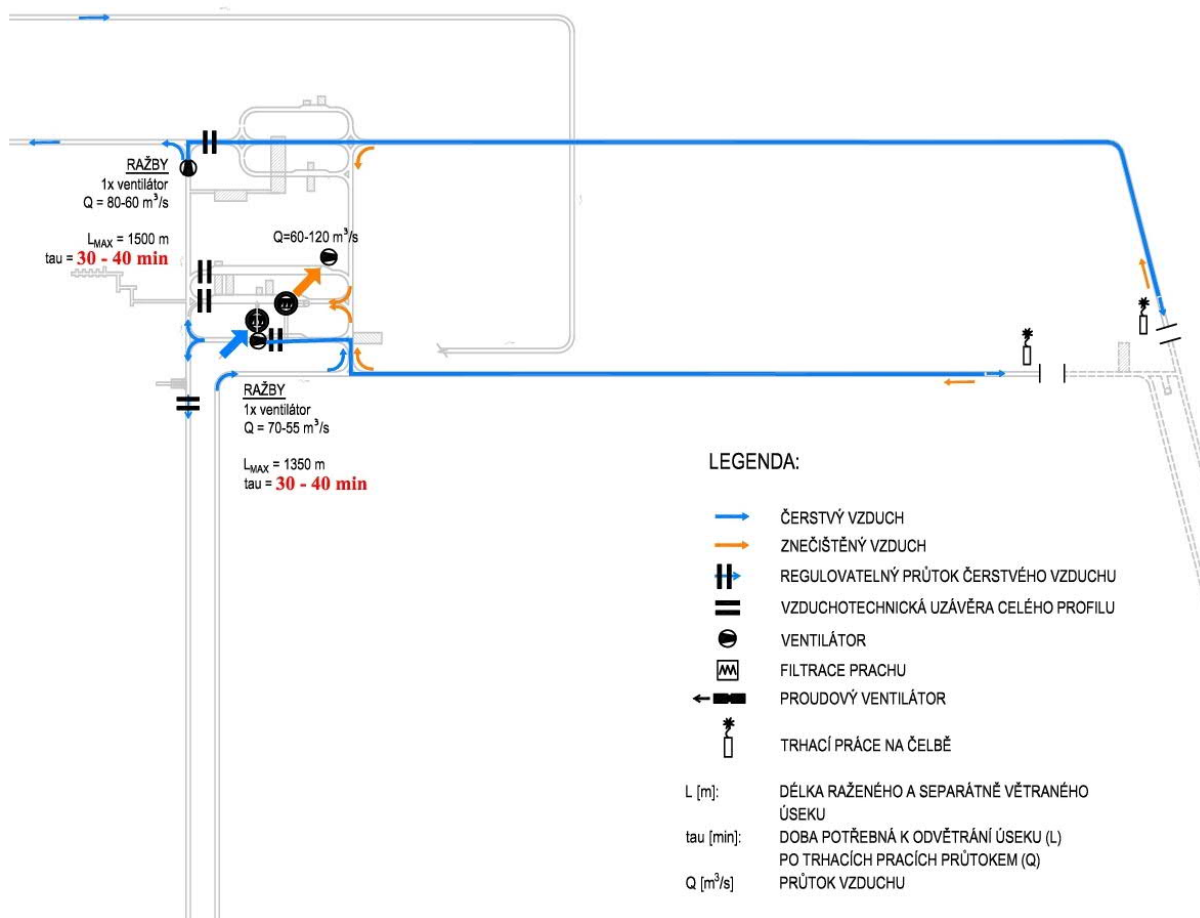 RAŽBY
1x ventilátor
Q = 80-60 m³/s
L_MAX = 1500 m
tau = 30 - 40 min
Q=60-120 m³/s
RAŽBY
1x ventilátor
Q = 70-55 m³/s
L_MAX = 1350 m
tau = 30 - 40 min
LEGENDA:
ČERSTVÝ VZDUCH
ZNEČIŠTĚNÝ VZDUCH
REGULOVATELNÝ PRŮTOK ČERSTVÉHO VZDUCHU
VZDUCHOTECHNICKÁ UZÁVĚRA CELÉHO PROFILU
VENTILÁTOR
FILTRACE PRACHU
PROUDOVÝ VENTILÁTOR
TRHACÍ PRÁCE NA ČELBĚ
L [m]: DÉLKA RAŽENÉHO A SEPARÁTNĚ VĚTRANÉHO
ÚSEKU
tau [min]: DOBA POTŘEBNÁ K ODVĚTRÁNÍ ÚSEKU (L)
PO TRHACÍCH PRACÍCH PRŮTOKEM (Q)
Q [m³/s] PRŮTOK VZDUCHU